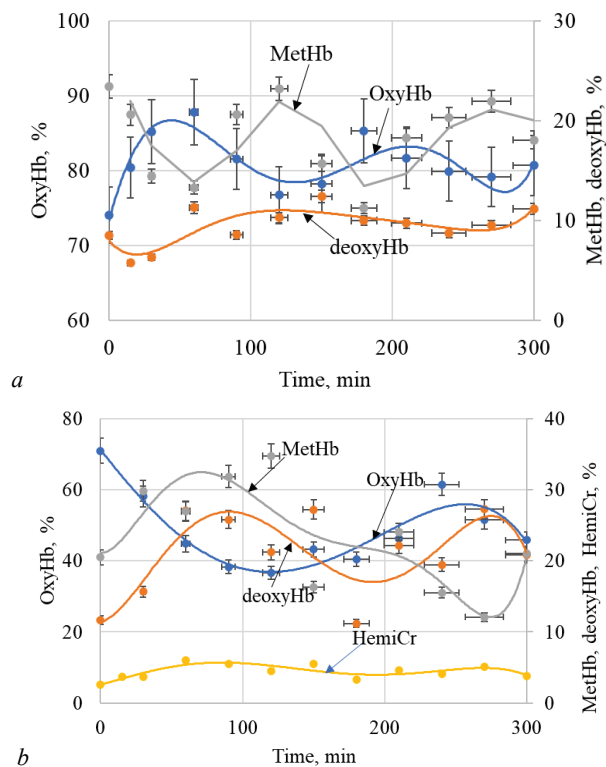 100
90
80
70
60
OxyHb, %
30
20
10
0
MetHb, deoxyHb, %
MetHb
OxyHb
deoxyHb
0 100 200 300
Time, min
a
80
60
40
20
0
OxyHb, %
40
30
20
10
0
MetHb, deoxyHb, HemiCr, %
MetHb
OxyHb
deoxyHb
HemiCr
0 100 200 300
Time, min
b